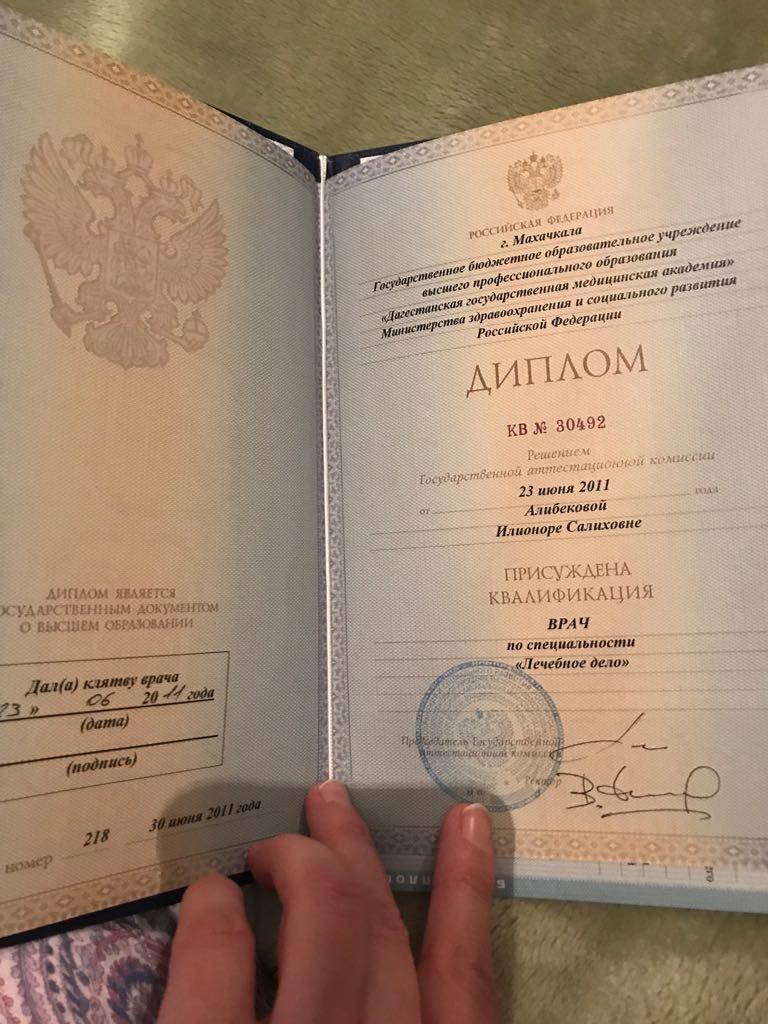 ДИПЛОМ ЯВЛЯЕТСЯ
ОСУДАРСТВЕННЫМ ДОКУМЕНТОМ
О ВЫСШЕМ ОБРАЗОВАНИИ
Дал(а) клятву врача
23 » 06 2011 года
(дата)
(подпись)
номер 218 30 июня 2011 года
РОССИЙСКАЯ ФЕДЕРАЦИЯ
г. Махачкала
Государственное бюджетное образовательное учреждение
высшего профессионального образования
«Дагестанская государственная медицинская академия»
Министерства здравоохранения и социального развития
Российской Федерации
ДИПЛОМ
КВ № 30492
Решением
Государственной аттестационной комиссии
23 июня 2011
от года
Алибековой
Илионоре Салиховне
ПРИСУЖДЕНА
КВАЛИФИКАЦИЯ
ВРАЧ
по специальности
«Лечебное дело»
Председатель Государственной
аттестационной комиссии
Ректор